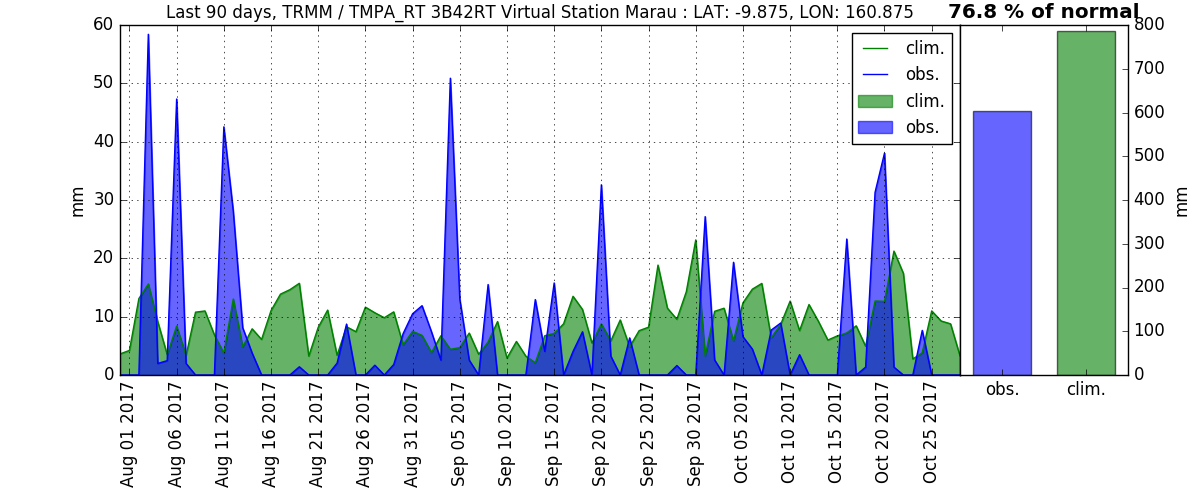 Last 90 days, TRMM / TMPA_RT 3B42RT Virtual Station Marau : LAT: -9.875, LON: 160.875
76.8 % of normal
mm
60
50
40
30
20
10
0
clim.
obs.
clim.
obs.
Aug 01 2017
Aug 06 2017
Aug 11 2017
Aug 16 2017
Aug 21 2017
Aug 26 2017
Aug 31 2017
Sep 05 2017
Sep 10 2017
Sep 15 2017
Sep 20 2017
Sep 25 2017
Sep 30 2017
Oct 05 2017
Oct 10 2017
Oct 15 2017
Oct 20 2017
Oct 25 2017
800
700
600
500
400
300
200
100
0
mm
obs.
clim.